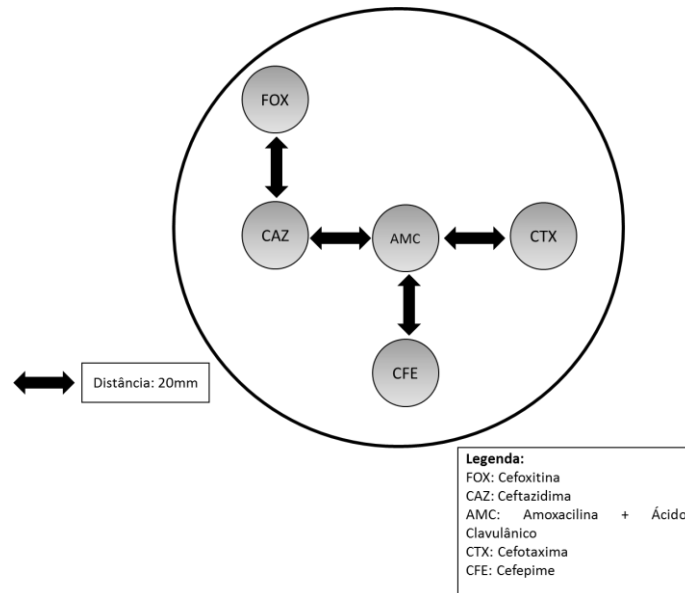 FOX
CAZ
AMC
CTX
CFE
Distância: 20mm
Legenda:
FOX: Cefoxitina
CAZ: Ceftazidima
AMC: Amoxacilina + Ácido
Clavulânico
CTX: Cefotaxima
CFE: Cefepime